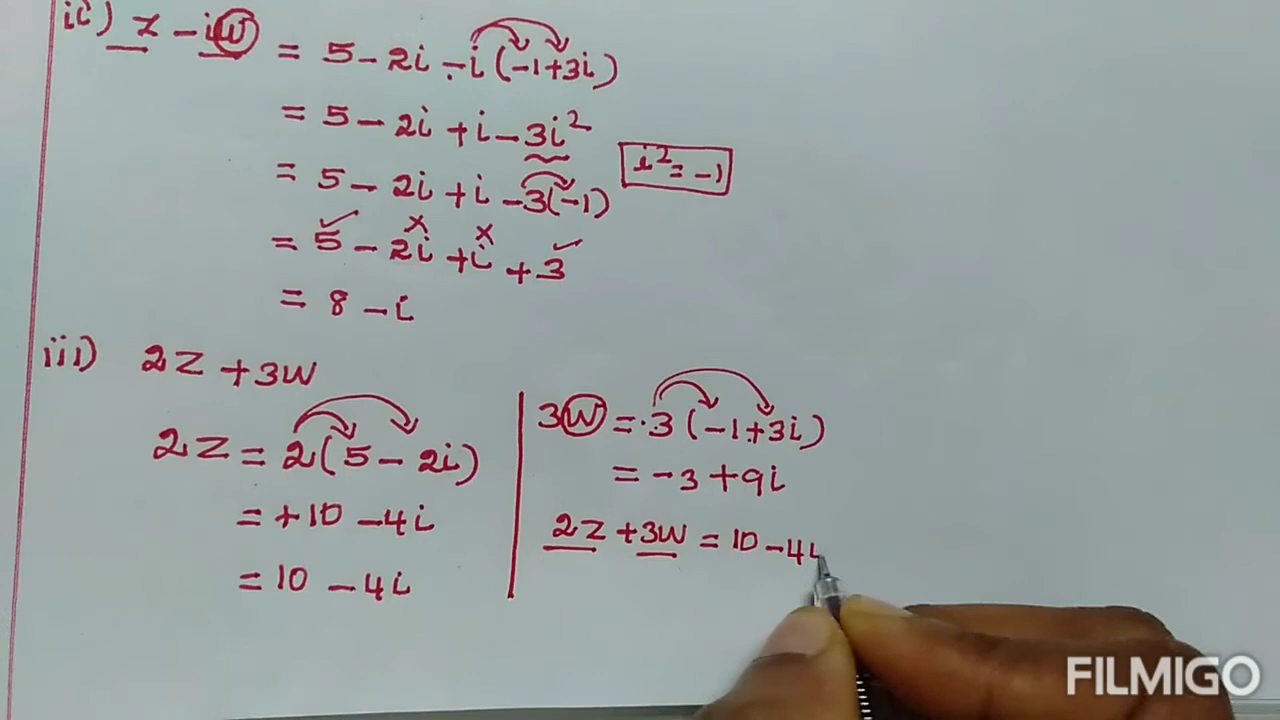 ii) z - iw = 5 - 2i - i(-1+3i)
= 5 - 2i + i - 3i²
= 5 - 2i + i - 3(-1)
i² = -1
= 5 - 2i + i + 3
= 8 - i
iii) 2z + 3w
2z = 2(5 - 2i)
= +10 - 4i
= 10 - 4i
3w = 3(-1+3i)
= -3 + 9i
2z + 3w = 10 - 4i
FILMIGO